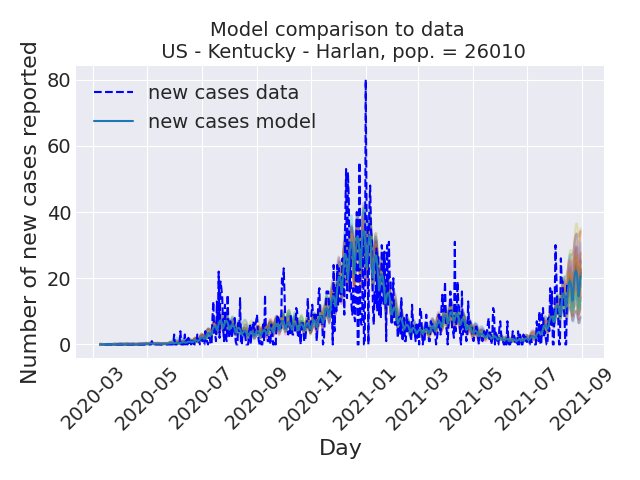 Model comparison to data
US - Kentucky - Harlan, pop. = 26010
Number of new cases reported
80
60
40
20
0
new cases data
new cases model
2020-03
2020-05
2020-07
2020-09
2020-11
2021-01
2021-03
2021-05
2021-07
2021-09
Day